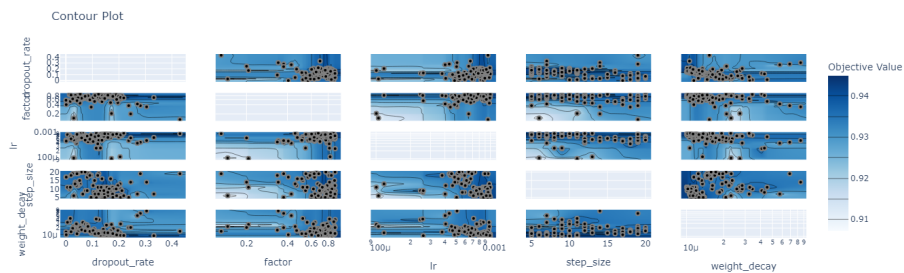 Contour Plot
dropout_rate
0.4
0.3
0.2
0.1
0
Objective Value
0.94
0.93
0.92
0.91
factor
0.8
0.6
0.4
0.2
lr
0.001
100μ
step_size
20
15
10
5
weight_decay
10μ
0 0.1 0.2 0.3 0.4
0.2 0.4 0.6 0.8
9 100μ 2 3 4 5 6 7 8 9 0.001
5 10 15 20
10μ 2 3 4 5 6 7 8 9
dropout_rate factor lr step_size weight_decay